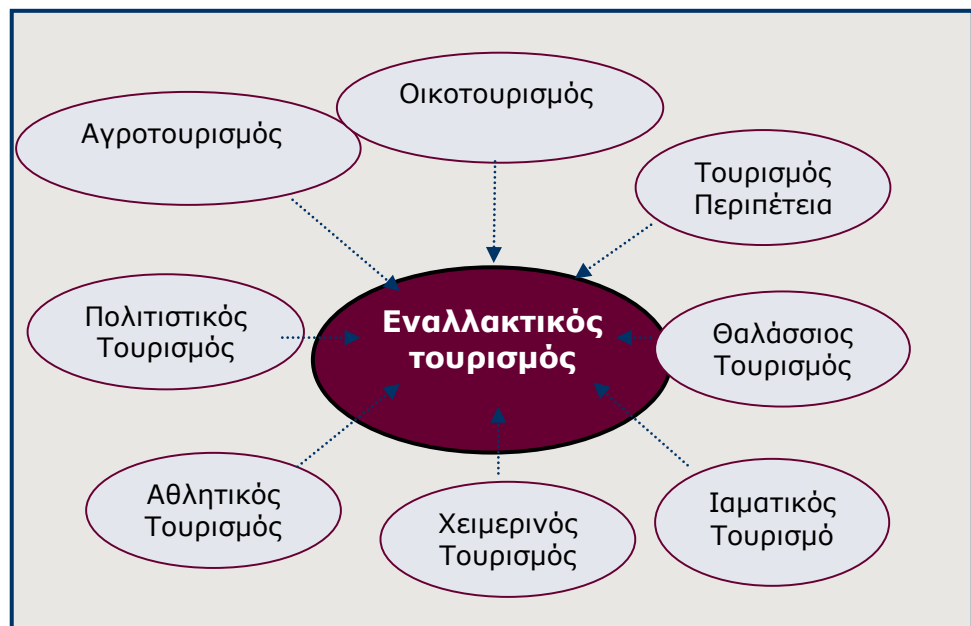 Οικοτουρισμός
Αγροτουρισμός
Τουρισμός
Περιπέτεια
Πολιτιστικός
Τουρισμός
Εναλλακτικός
τουρισμός
Θαλάσσιος
Τουρισμός
Αθλητικός
Τουρισμός
Χειμερινός
Τουρισμός
Ιαματικός
Τουρισμό